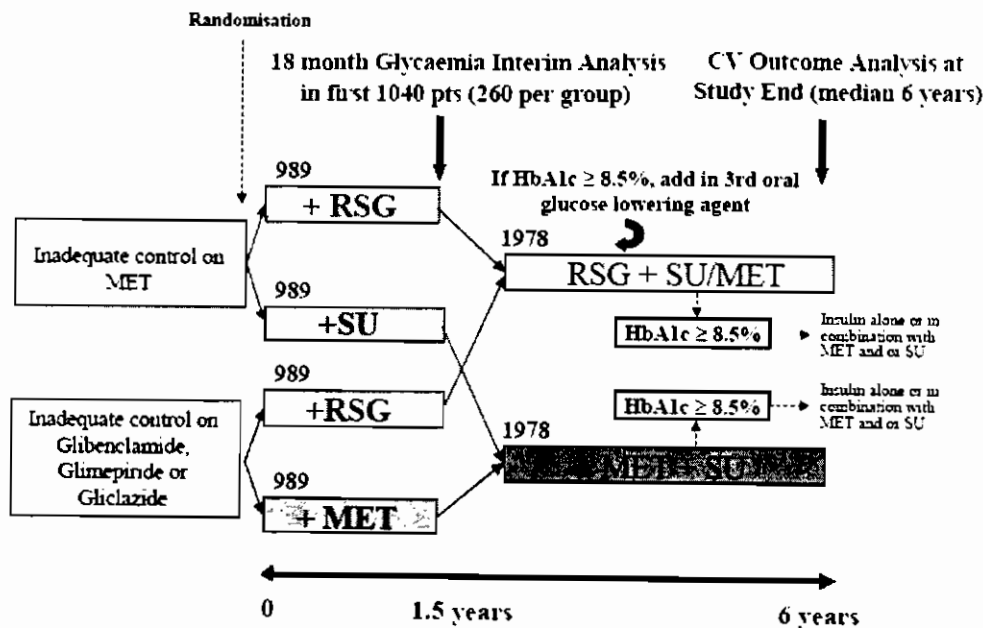 Randomisation
18 month Glycaemia Interim Analysis
in first 1040 pts (260 per group)
CV Outcome Analysis at
Study End (median 6 years)
If HbA1c ≥ 8.5%, add in 3rd oral
glucose lowering agent
989
+ RSG
Inadequate control on
MET
989
+SU
1978
RSG + SU/MET
HbA1c ≥ 8.5%
Insulin alone or in
combination with
MET and or SU
989
+RSG
Inadequate control on
Glibenclamide,
Glimepiride or
Gliclazide
989
+ MET
HbA1c ≥ 8.5%
Insulin alone or in
combination with
MET and or SU
1978
MET + SU
0
1.5 years
6 years